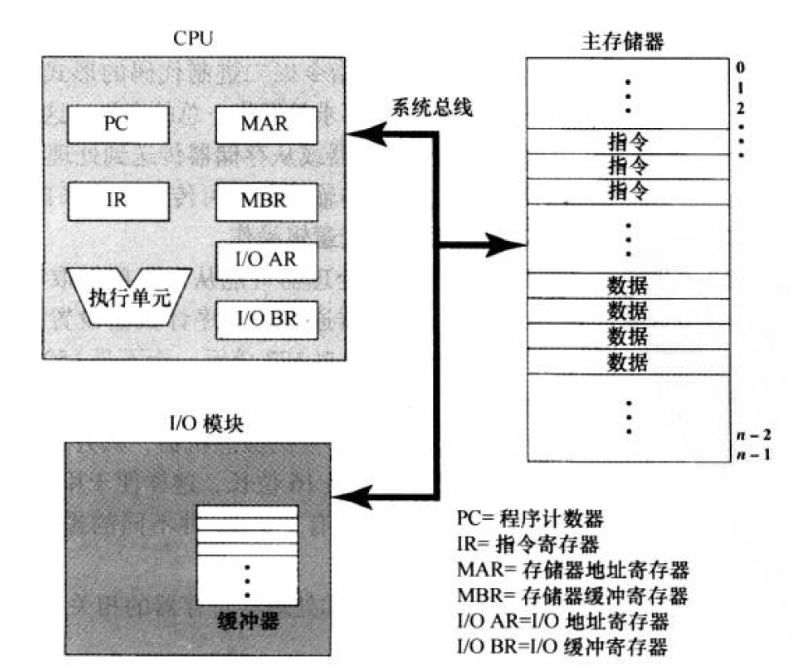 CPU
PC
MAR
IR
MBR
I/O AR
执行单元
I/O BR
系统总线
主存储器
0
1
2
指令
指令
指令
数据
数据
数据
数据
n－2
n－1
I/O 模块
缓冲器
PC= 程序计数器
IR= 指令寄存器
MAR= 存储器地址寄存器
MBR= 存储器缓冲寄存器
I/O AR=I/O 地址寄存器
I/O BR=I/O 缓冲寄存器